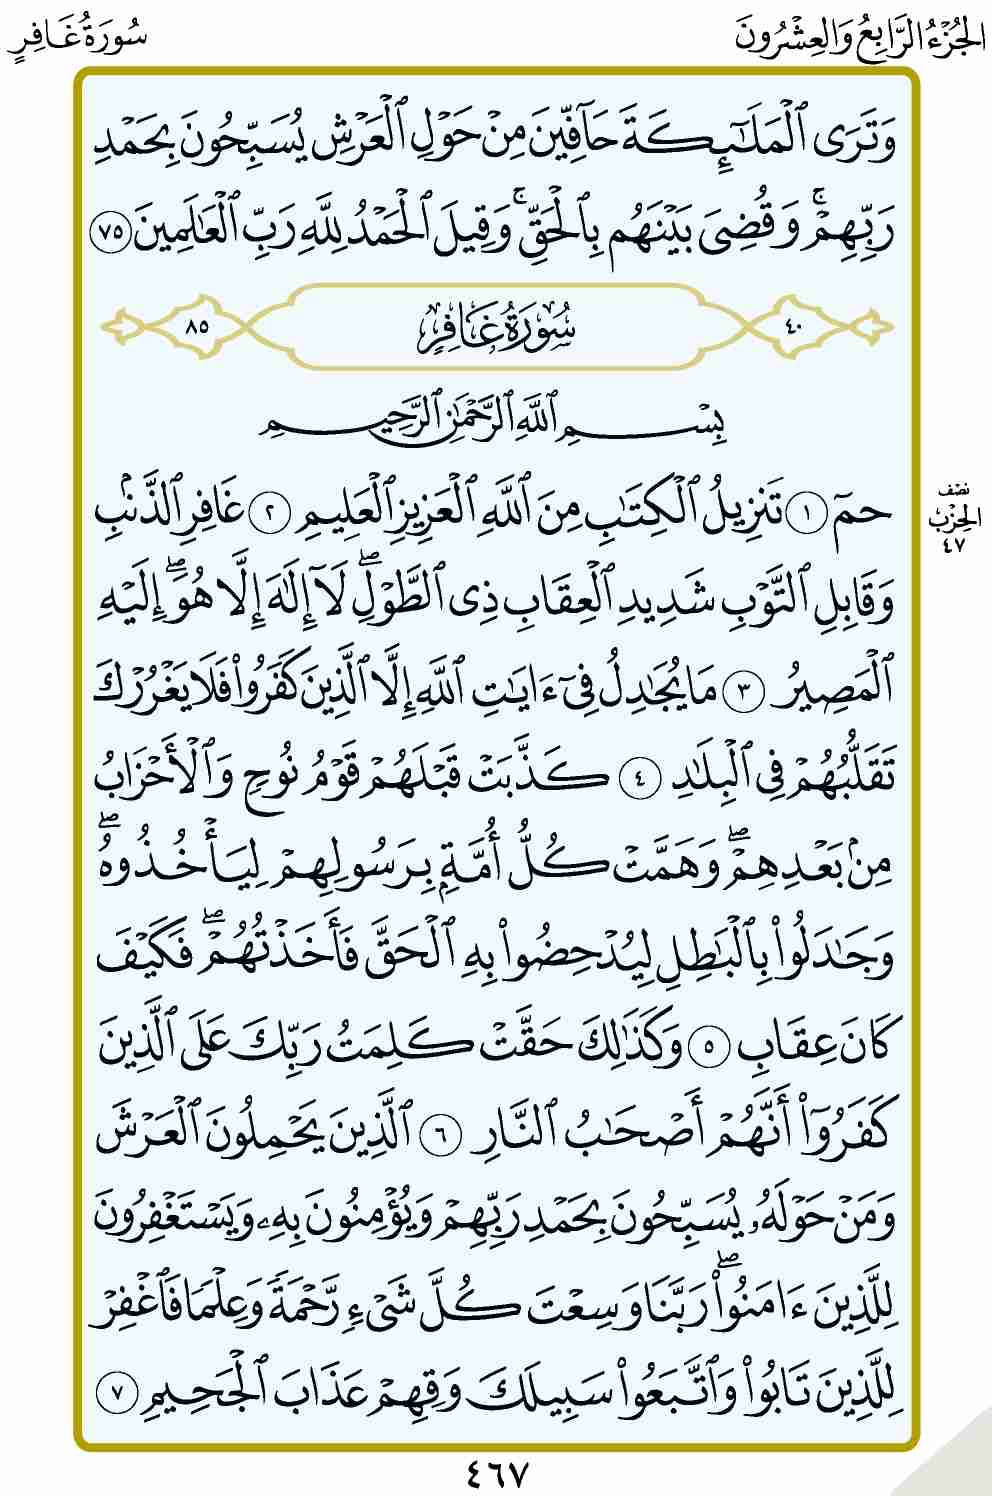 الجُزْءُ الرَّابِعُ وَالعِشْرُونَ
سُورَةُ غَافِرٍ
وَتَرَى ٱلْمَلَٰٓئِكَةَ حَآفِّينَ مِنْ حَوْلِ ٱلْعَرْشِ يُسَبِّحُونَ بِحَمْدِ
رَبِّهِمْۚ وَقُضِىَ بَيْنَهُم بِٱلْحَقِّۚ وَقِيلَ ٱلْحَمْدُ لِلَّهِ رَبِّ ٱلْعَٰلَمِينَ ٧٥
٤٠ سُورَةُ غَافِرٍ ٨٥
بِسْمِ ٱللَّهِ ٱلرَّحْمَٰنِ ٱلرَّحِيمِ
حمٓ ١ تَنزِيلُ ٱلْكِتَٰبِ مِنَ ٱللَّهِ ٱلْعَزِيزِ ٱلْعَلِيمِ ٢ غَافِرِ ٱلذَّنۢبِ
وَقَابِلِ ٱلتَّوْبِ شَدِيدِ ٱلْعِقَابِ ذِى ٱلطَّوْلِۖ لَآ إِلَٰهَ إِلَّا هُوَۖ إِلَيْهِ
ٱلْمَصِيرُ ٣ مَا يُجَٰدِلُ فِىٓ ءَايَٰتِ ٱللَّهِ إِلَّا ٱلَّذِينَ كَفَرُوا۟ فَلَا يَغْرُرْكَ
تَقَلُّبُهُمْ فِى ٱلْبِلَٰدِ ٤ كَذَّبَتْ قَبْلَهُمْ قَوْمُ نُوحٍ وَٱلْأَحْزَابُ
مِنۢ بَعْدِهِمْۖ وَهَمَّتْ كُلُّ أُمَّةٍۭ بِرَسُولِهِمْ لِيَأْخُذُوهُۖ
وَجَٰدَلُوا۟ بِٱلْبَٰطِلِ لِيُدْحِضُوا۟ بِهِ ٱلْحَقَّ فَأَخَذْتُهُمْۖ فَكَيْفَ
كَانَ عِقَابِ ٥ وَكَذَٰلِكَ حَقَّتْ كَلِمَتُ رَبِّكَ عَلَى ٱلَّذِينَ
كَفَرُوٓا۟ أَنَّهُمْ أَصْحَٰبُ ٱلنَّارِ ٦ ٱلَّذِينَ يَحْمِلُونَ ٱلْعَرْشَ
وَمَنْ حَوْلَهُۥ يُسَبِّحُونَ بِحَمْدِ رَبِّهِمْ وَيُؤْمِنُونَ بِهِۦ وَيَسْتَغْفِرُونَ
لِلَّذِينَ ءَامَنُوا۟ۖ رَبَّنَا وَسِعْتَ كُلَّ شَىْءٍ رَّحْمَةً وَعِلْمًا فَٱغْفِرْ
لِلَّذِينَ تَابُوا۟ وَٱتَّبَعُوا۟ سَبِيلَكَ وَقِهِمْ عَذَابَ ٱلْجَحِيمِ ٧
نصْف
الحِزْب
٤٧
٤٦٧